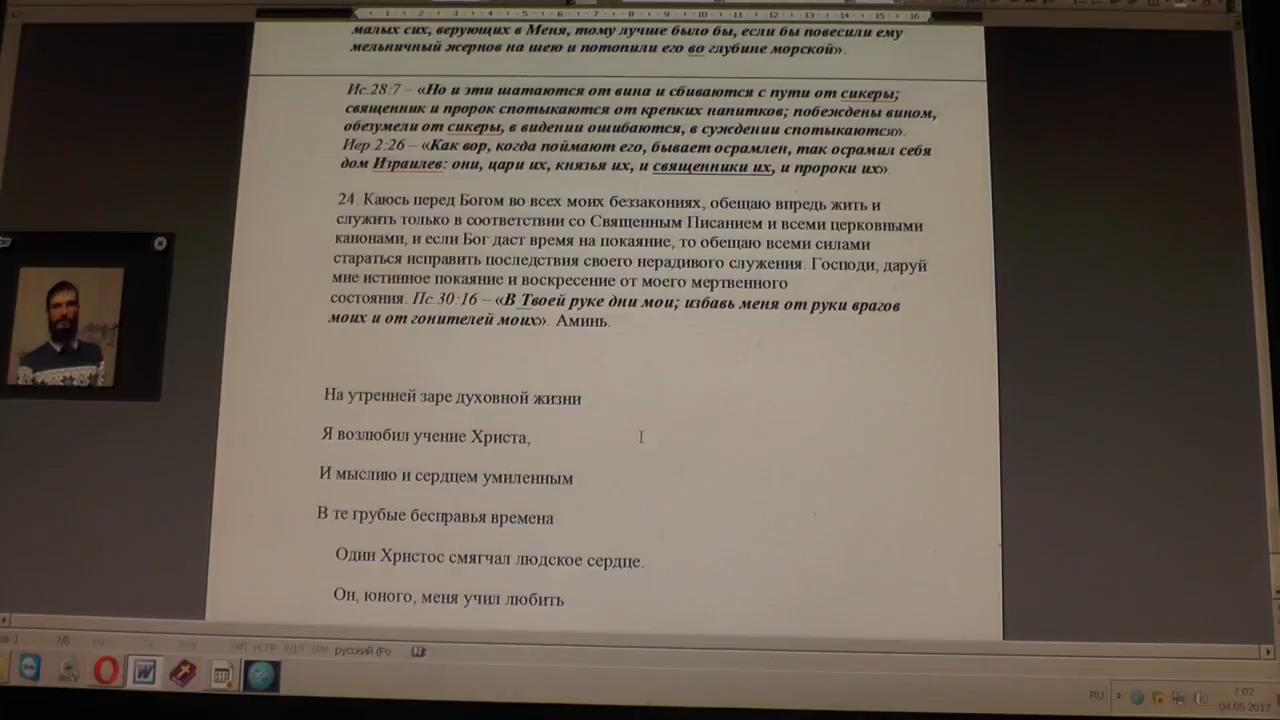 малых сих, верующих в Меня, тому лучше было бы, если бы повесили ему
мельничный жернов на шею и потопили его во глубине морской».
Ис.28:7 – «Но и эти шатаются от вина и сбиваются с пути от сикеры;
священник и пророк спотыкаются от крепких напитков; побеждены вином,
обезумели от сикеры, в видении ошибаются, в суждении спотыкаются».
Иер.2:26 – «Как вор, когда поймают его, бывает осрамлен, так осрамил себя
дом Израилев: они, цари их, князья их, и священники их, и пророки их».
24. Каюсь перед Богом во всех моих беззакониях, обещаю впредь жить и
служить только в соответствии со Священным Писанием и всеми церковными
канонами, и если Бог даст время на покаяние, то обещаю всеми силами
стараться исправить последствия своего нерадивого служения. Господи, даруй
мне истинное покаяние и воскресение от моего мертвенного
состояния. Пс.30:16 – «В Твоей руке дни мои; избавь меня от руки врагов
моих и от гонителей моих». Аминь.
На утренней заре духовной жизни
Я возлюбил учение Христа,
И мыслию и сердцем умиленным
В те грубые бесправья времена
Один Христос смягчал людское сердце.
Он, юного, меня учил любить
7/8
русский (Ро
RU
7:02
04.05.2017